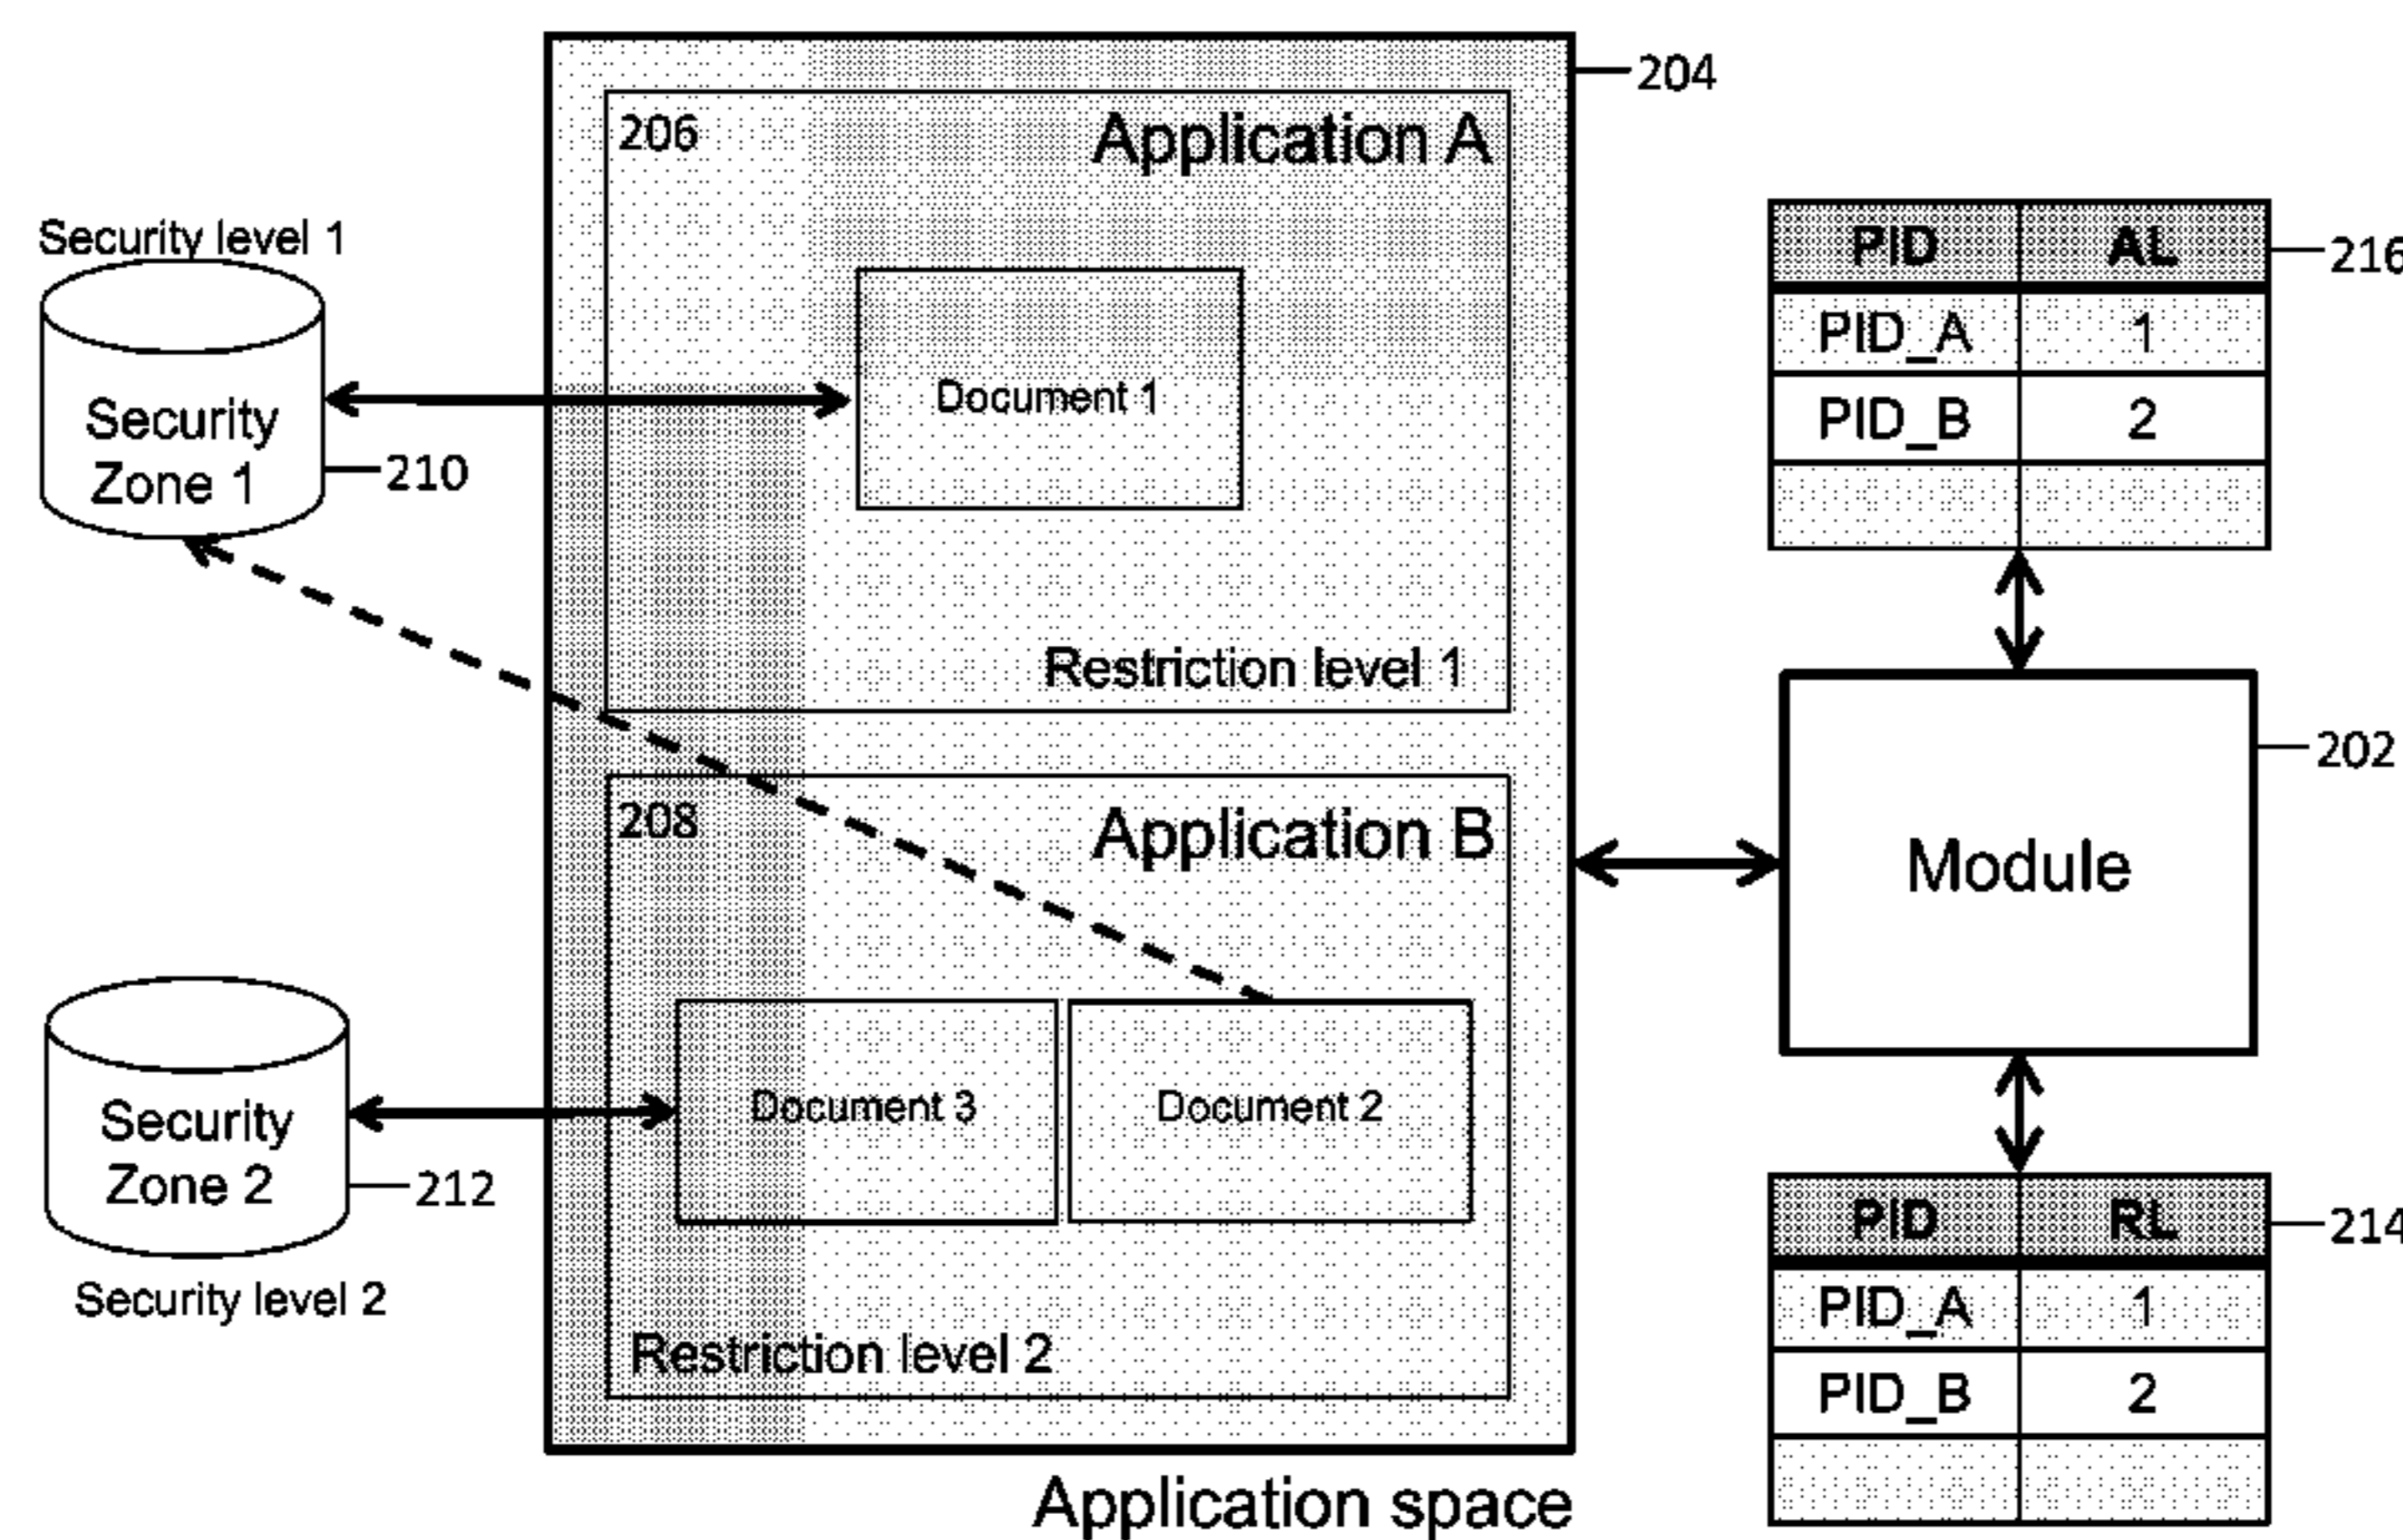 204
206
Application A
Security level 1
PID AL
216
PID_A 1
Document 1
Security
Zone 1
210
PID_B 2
Restriction level 1
202
208
Application B
Module
Security
Zone 2
212
Document 3
Document 2
PID RL
214
Security level 2
PID_A 1
Restriction level 2
PID_B 2
Application space